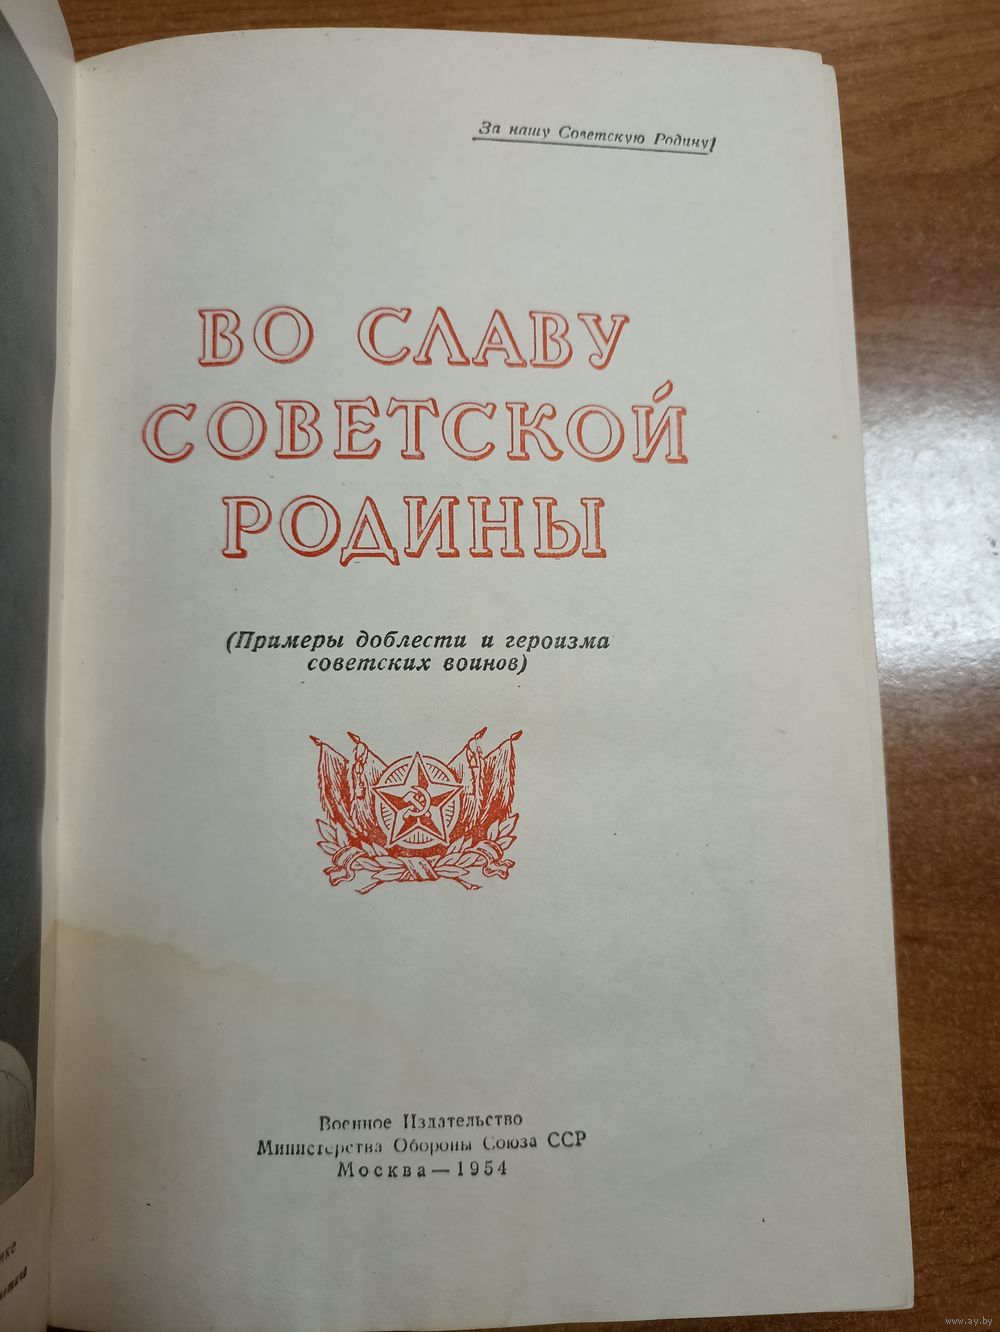 За нашу Советскую Родину!
ВО СЛАВУ
СОВЕТСКОЙ
РОДИНЫ
(Примеры доблести и героизма
советских воинов)
Военное Издательство
Министерства Обороны Союза ССР
Москва — 1954
www.ay.by